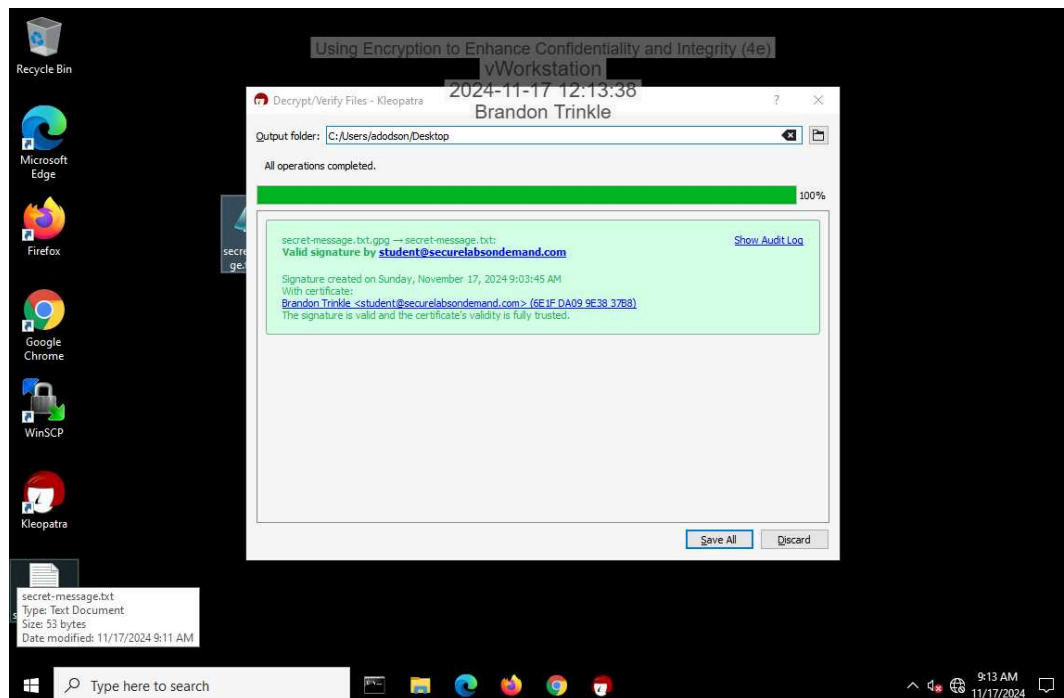 Recycle Bin
Using Encryption to Enhance Confidentiality and Integrity (4e)
vWorkstation
2024-11-17 12:13:38
Brandon Trinkle
Decrypt/Verify Files - Kleopatra
?
Output folder: C:/Users/adodson/Desktop
All operations completed.
100%
Microsoft
Edge
Firefox
secret-message.txt.gpg → secret-message.txt:
Show Audit Log
Valid signature by student@securelabsondemand.com
Signature created on Sunday, November 17, 2024 9:03:45 AM
With certificate:
Brandon Trinkle <student@securelabsondemand.com> (6E1F DA09 9E38 37B8)
The signature is valid and the certificate's validity is fully trusted.
Google
Chrome
WinSCP
Kleopatra
Save All
Discard
secret-message.txt
Type: Text Document
Size: 53 bytes
Date modified: 11/17/2024 9:11 AM
Type here to search
9:13 AM
11/17/2024